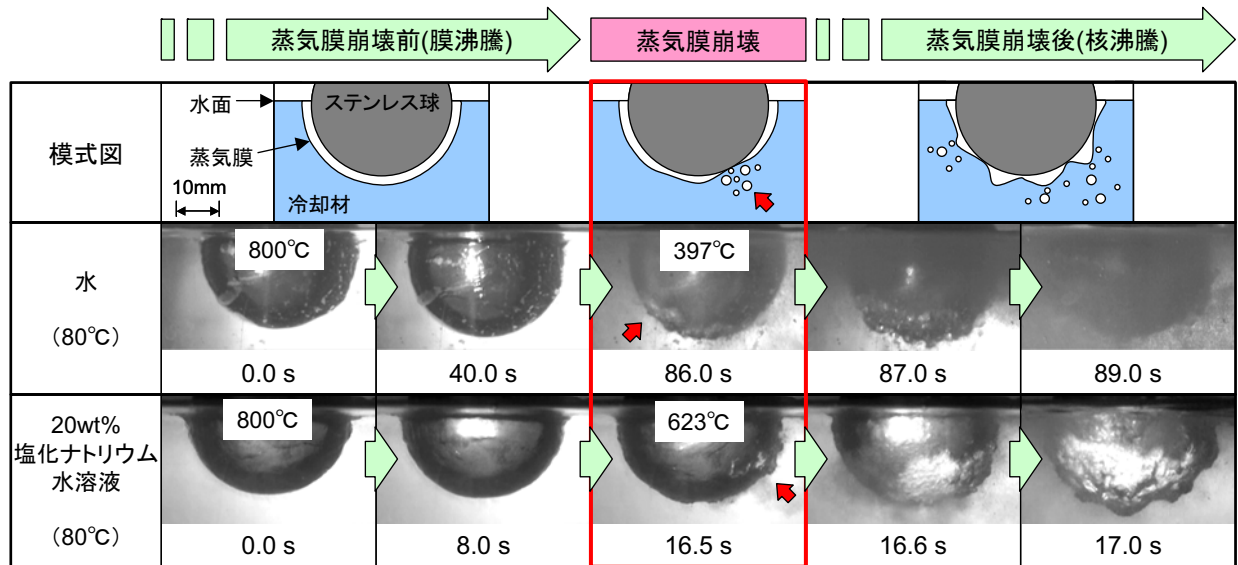 蒸気膜崩壊前(膜沸騰)
蒸気膜崩壊
蒸気膜崩壊後(核沸騰)
模式図
水面
ステンレス球
蒸気膜
10mm
冷却材
水
(80℃)
800℃
397℃
0.0 s
40.0 s
86.0 s
87.0 s
89.0 s
20wt%
塩化ナトリウム
水溶液
(80℃)
800℃
623℃
0.0 s
8.0 s
16.5 s
16.6 s
17.0 s